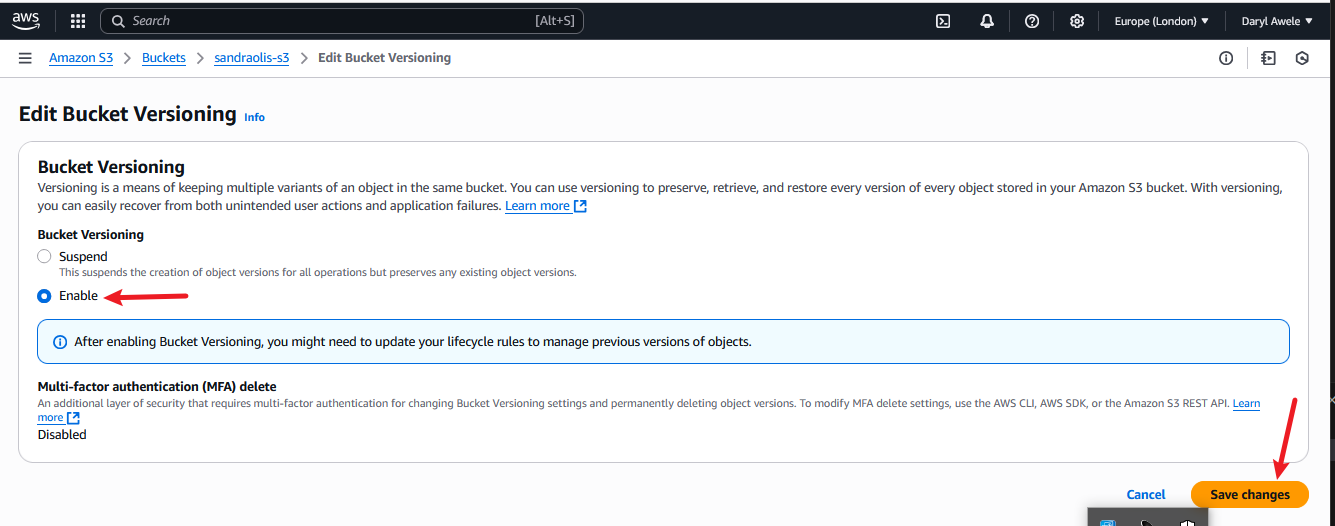 aws
Search [Alt+S] Europe (London) Daryl Awele
Amazon S3 > Buckets > sandraolis-s3 > Edit Bucket Versioning
Edit Bucket Versioning Info
Bucket Versioning
Versioning is a means of keeping multiple variants of an object in the same bucket. You can use versioning to preserve, retrieve, and restore every version of every object stored in your Amazon S3 bucket. With versioning,
you can easily recover from both unintended user actions and application failures. Learn more
Bucket Versioning
Suspend
This suspends the creation of object versions for all operations but preserves any existing object versions.
Enable
After enabling Bucket Versioning, you might need to update your lifecycle rules to manage previous versions of objects.
Multi-factor authentication (MFA) delete
An additional layer of security that requires multi-factor authentication for changing Bucket Versioning settings and permanently deleting object versions. To modify MFA delete settings, use the AWS CLI, AWS SDK, or the Amazon S3 REST API. Learn
more
Disabled
Cancel Save changes